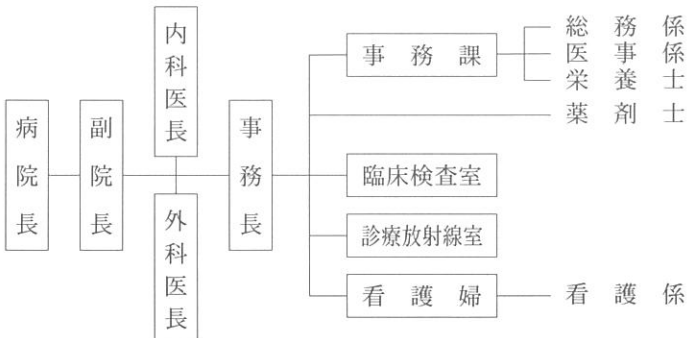 病院長
副院長
内科医長
外科医長
事務長
事務課
総務係
医事係
栄養士
薬剤士
臨床検査室
診療放射線室
看護婦
看護係